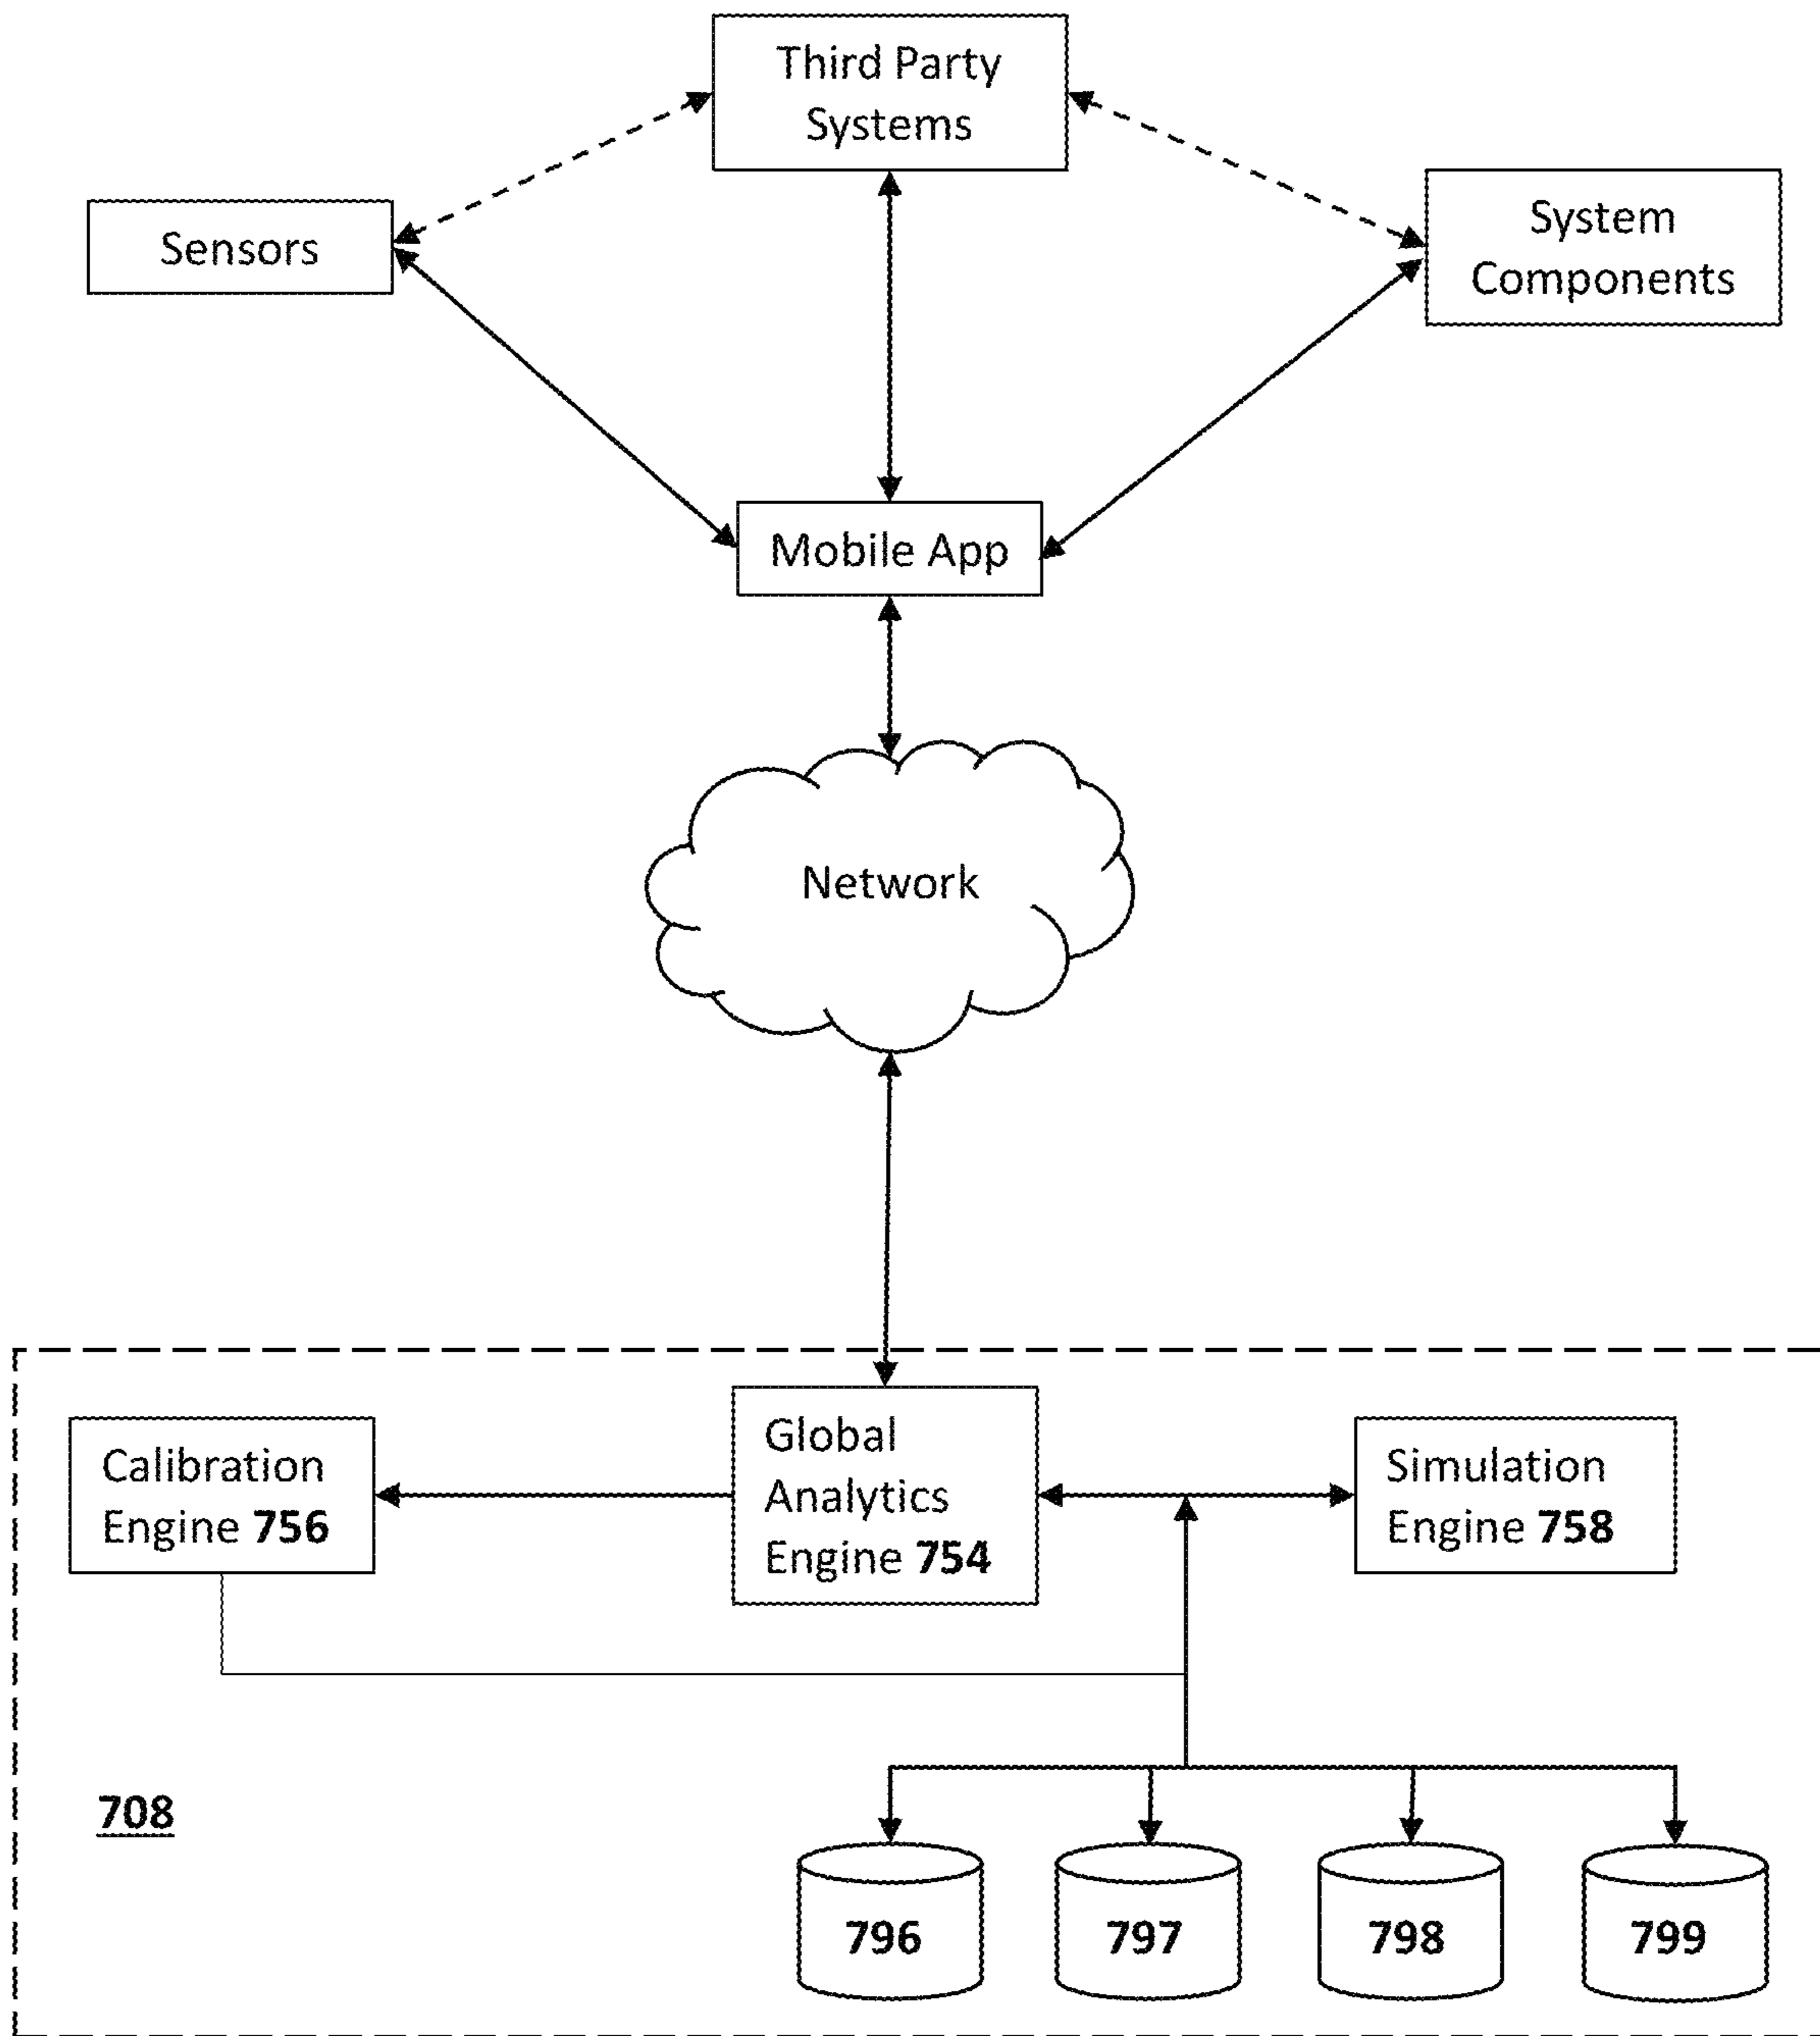 Third Party
Systems
Sensors
System
Components
Mobile App
Network
Calibration
Engine 756
Global
Analytics
Engine 754
Simulation
Engine 758
708
796
797
798
799